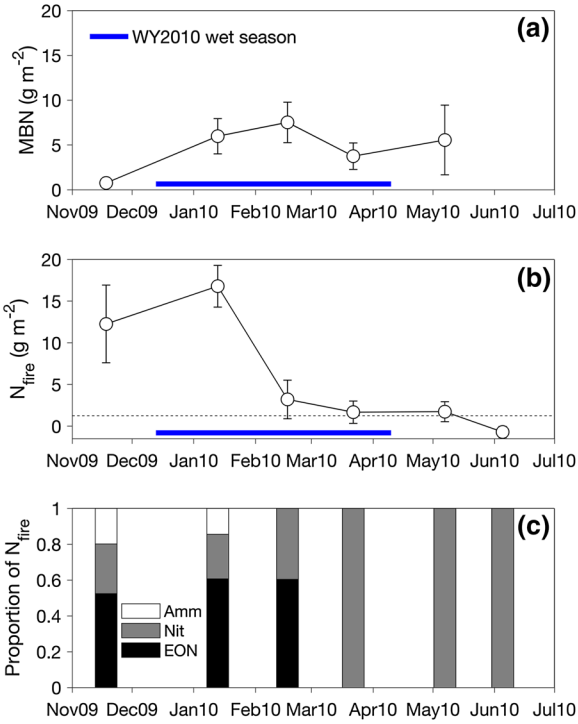 20
(a)
WY2010 wet season
15
MBN (g m⁻²)
10
5
0
Nov09 Dec09 Jan10 Feb10 Mar10 Apr10 May10 Jun10 Jul10
20
(b)
15
N_fire (g m⁻²)
10
5
0
Nov09 Dec09 Jan10 Feb10 Mar10 Apr10 May10 Jun10 Jul10
1
(c)
0.8
Proportion of N_fire
0.6
0.4
Amm
Nit
0.2
EON
0
Nov09 Dec09 Jan10 Feb10 Mar10 Apr10 May10 Jun10 Jul10